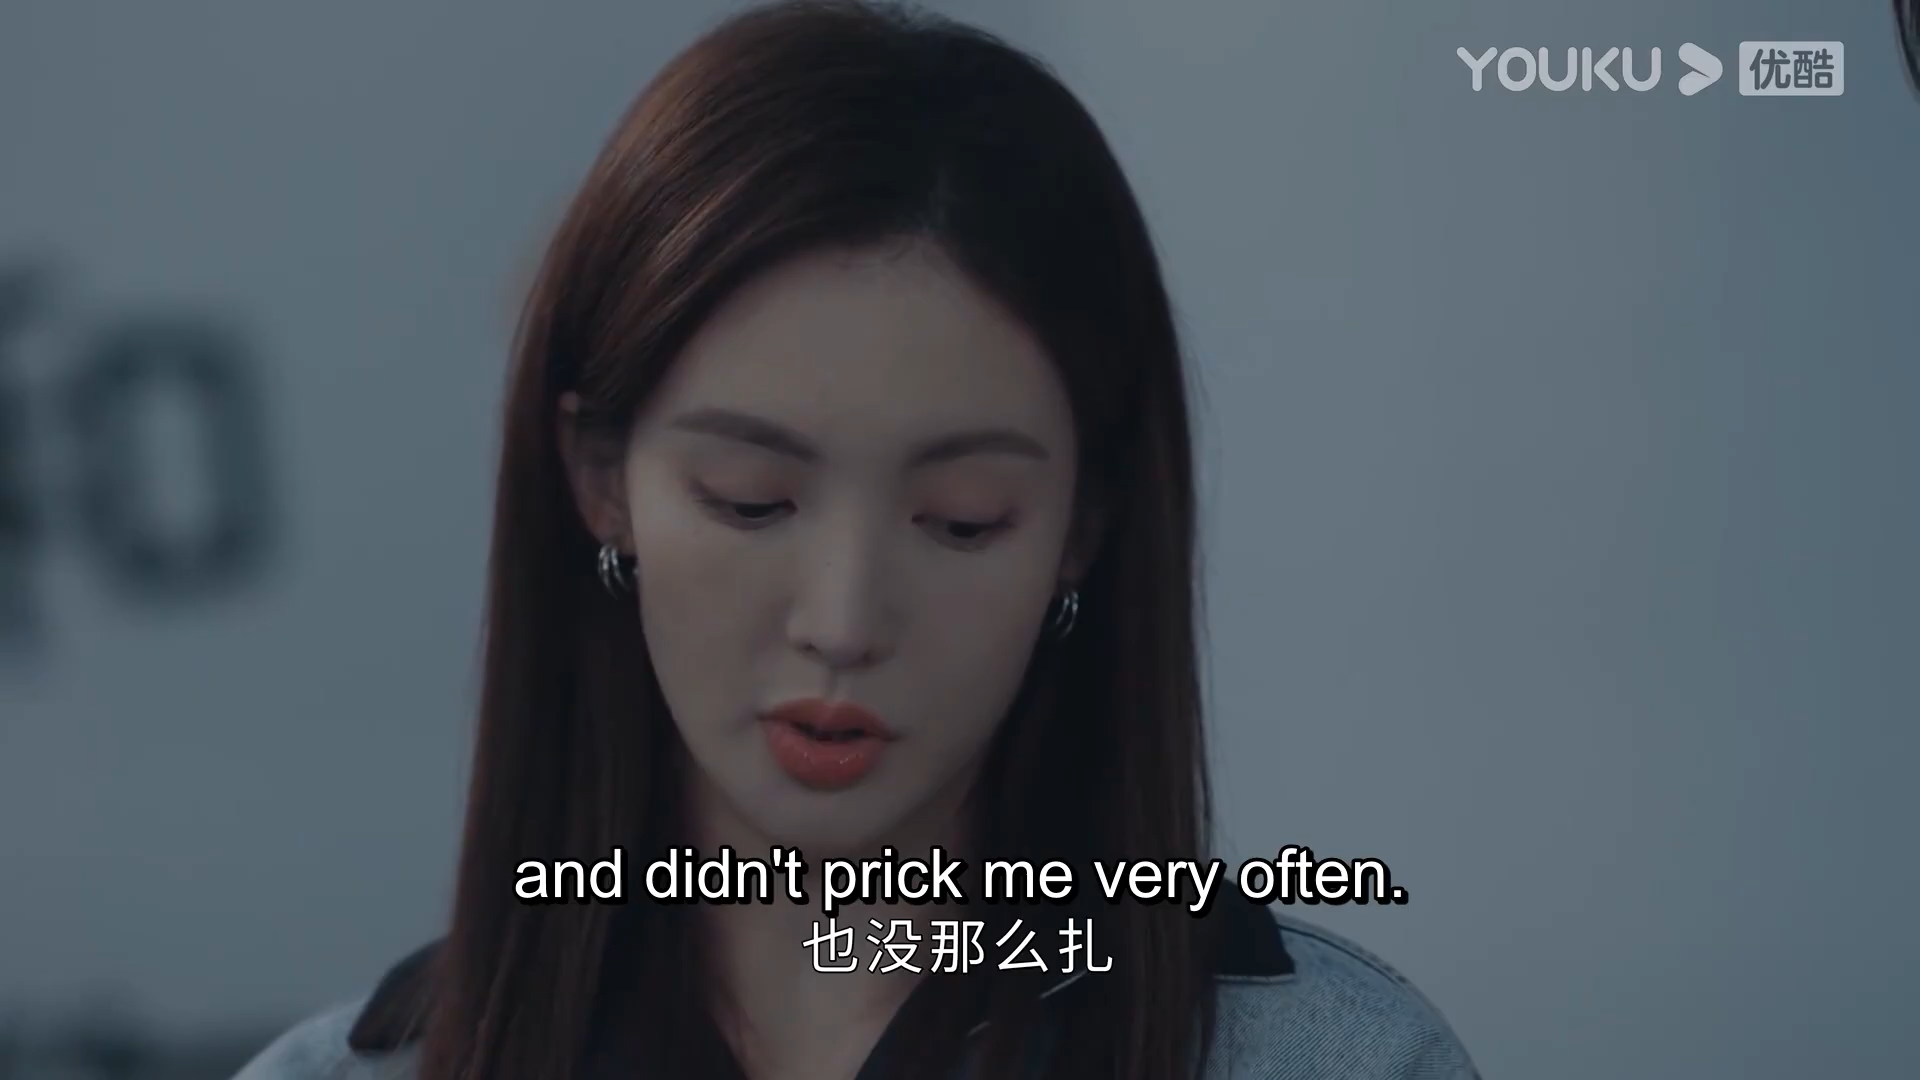 YOUKU 优酷
and didn't prick me very often.
也没那么扎